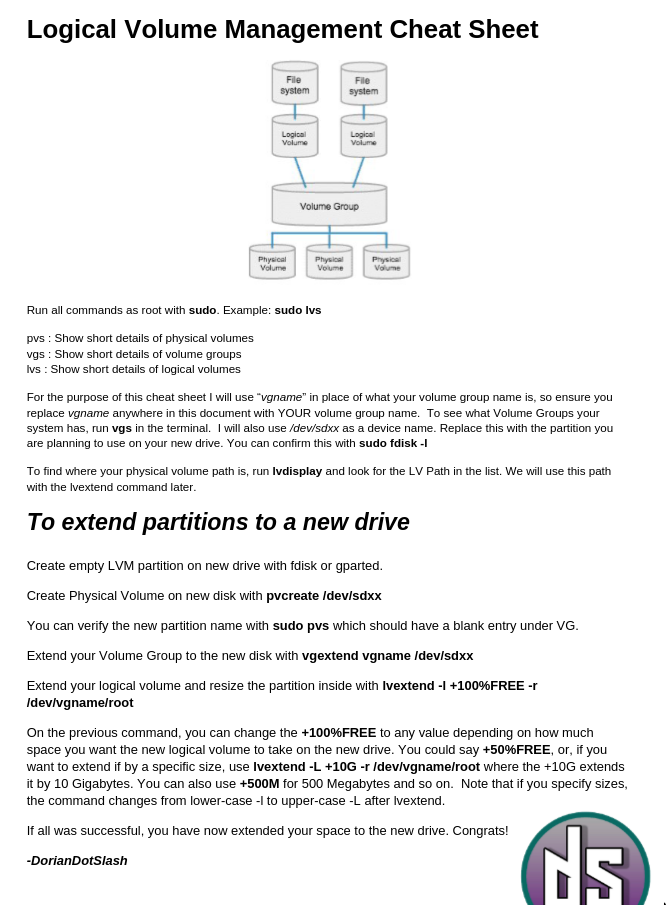 Logical Volume Management Cheat Sheet
File system
File system
Logical Volume
Logical Volume
Volume Group
Physical Volume
Physical Volume
Physical Volume
Run all commands as root with sudo. Example: sudo lvs
pvs : Show short details of physical volumes
vgs : Show short details of volume groups
lvs : Show short details of logical volumes
For the purpose of this cheat sheet I will use “vgname” in place of what your volume group name is, so ensure you
replace vgname anywhere in this document with YOUR volume group name.  To see what Volume Groups your
system has, run vgs in the terminal.  I will also use /dev/sdxx as a device name. Replace this with the partition you
are planning to use on your new drive. You can confirm this with sudo fdisk -l
To find where your physical volume path is, run lvdisplay and look for the LV Path in the list. We will use this path
with the lvextend command later.
To extend partitions to a new drive
Create empty LVM partition on new drive with fdisk or gparted.
Create Physical Volume on new disk with pvcreate /dev/sdxx
You can verify the new partition name with sudo pvs which should have a blank entry under VG.
Extend your Volume Group to the new disk with vgextend vgname /dev/sdxx
Extend your logical volume and resize the partition inside with lvextend -l +100%FREE -r
/dev/vgname/root
On the previous command, you can change the +100%FREE to any value depending on how much
space you want the new logical volume to take on the new drive. You could say +50%FREE, or, if you
want to extend if by a specific size, use lvextend -L +10G -r /dev/vgname/root where the +10G extends
it by 10 Gigabytes. You can also use +500M for 500 Megabytes and so on.  Note that if you specify sizes,
the command changes from lower-case -l to upper-case -L after lvextend.
If all was successful, you have now extended your space to the new drive. Congrats!
-DorianDotSlash
ds